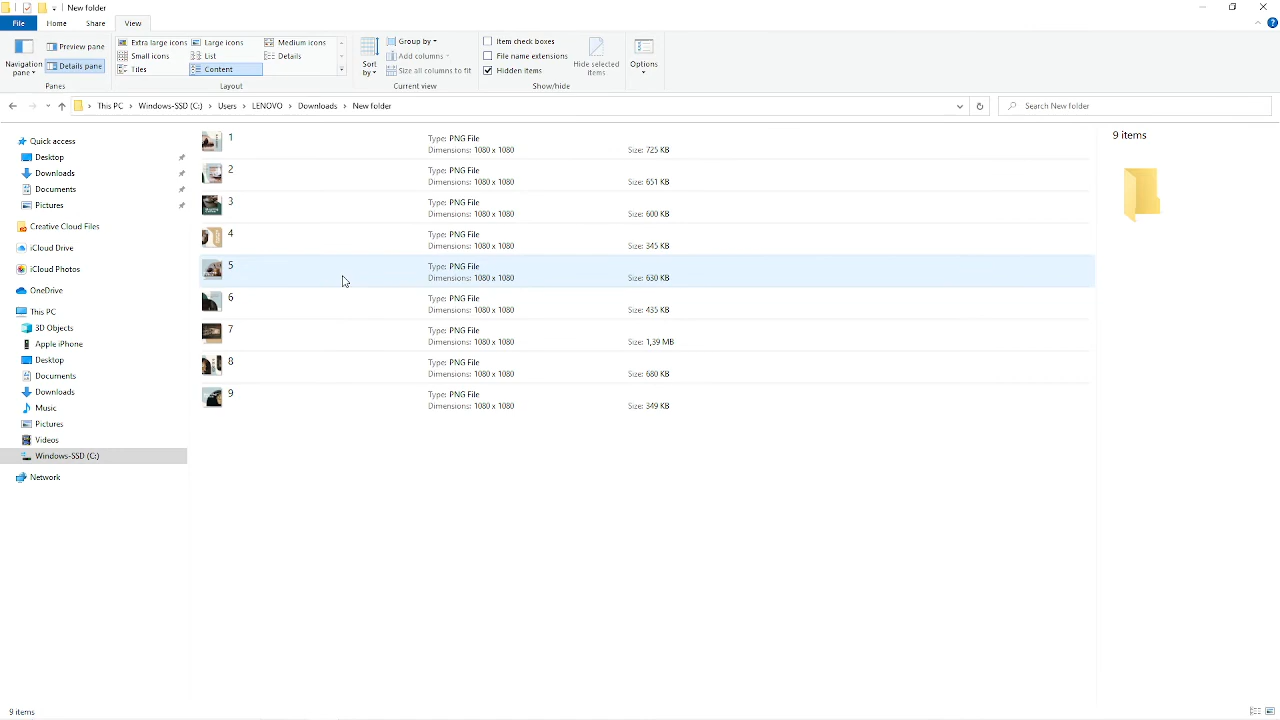 New folder
File Home Share View
Navigation pane
Preview pane
Details pane
Panes
Extra large icons Large icons Medium icons
Small icons List Details
Tiles Content
Layout
Sort by
Group by
Add columns
Size all columns to fit
Current view
Item check boxes
File name extensions
Hidden items
Hide selected items
Show/hide
Options
This PC Windows-SSD (C:) Users LENOVO Downloads New folder
Search New folder
Quick access
Desktop
Downloads
Documents
Pictures
Creative Cloud Files
iCloud Drive
iCloud Photos
OneDrive
This PC
3D Objects
Apple iPhone
Desktop
Documents
Downloads
Music
Pictures
Videos
Windows-SSD (C:)
Network
1 Type: PNG File
Dimensions: 1080 x 1080 Size: 725 KB
2 Type: PNG File
Dimensions: 1080 x 1080 Size: 651 KB
3 Type: PNG File
Dimensions: 1080 x 1080 Size: 600 KB
4 Type: PNG File
Dimensions: 1080 x 1080 Size: 345 KB
5 Type: PNG File
Dimensions: 1080 x 1080 Size: 630 KB
6 Type: PNG File
Dimensions: 1080 x 1080 Size: 435 KB
7 Type: PNG File
Dimensions: 1080 x 1080 Size: 1,39 MB
8 Type: PNG File
Dimensions: 1080 x 1080 Size: 680 KB
9 Type: PNG File
Dimensions: 1080 x 1080 Size: 349 KB
9 items
9 items